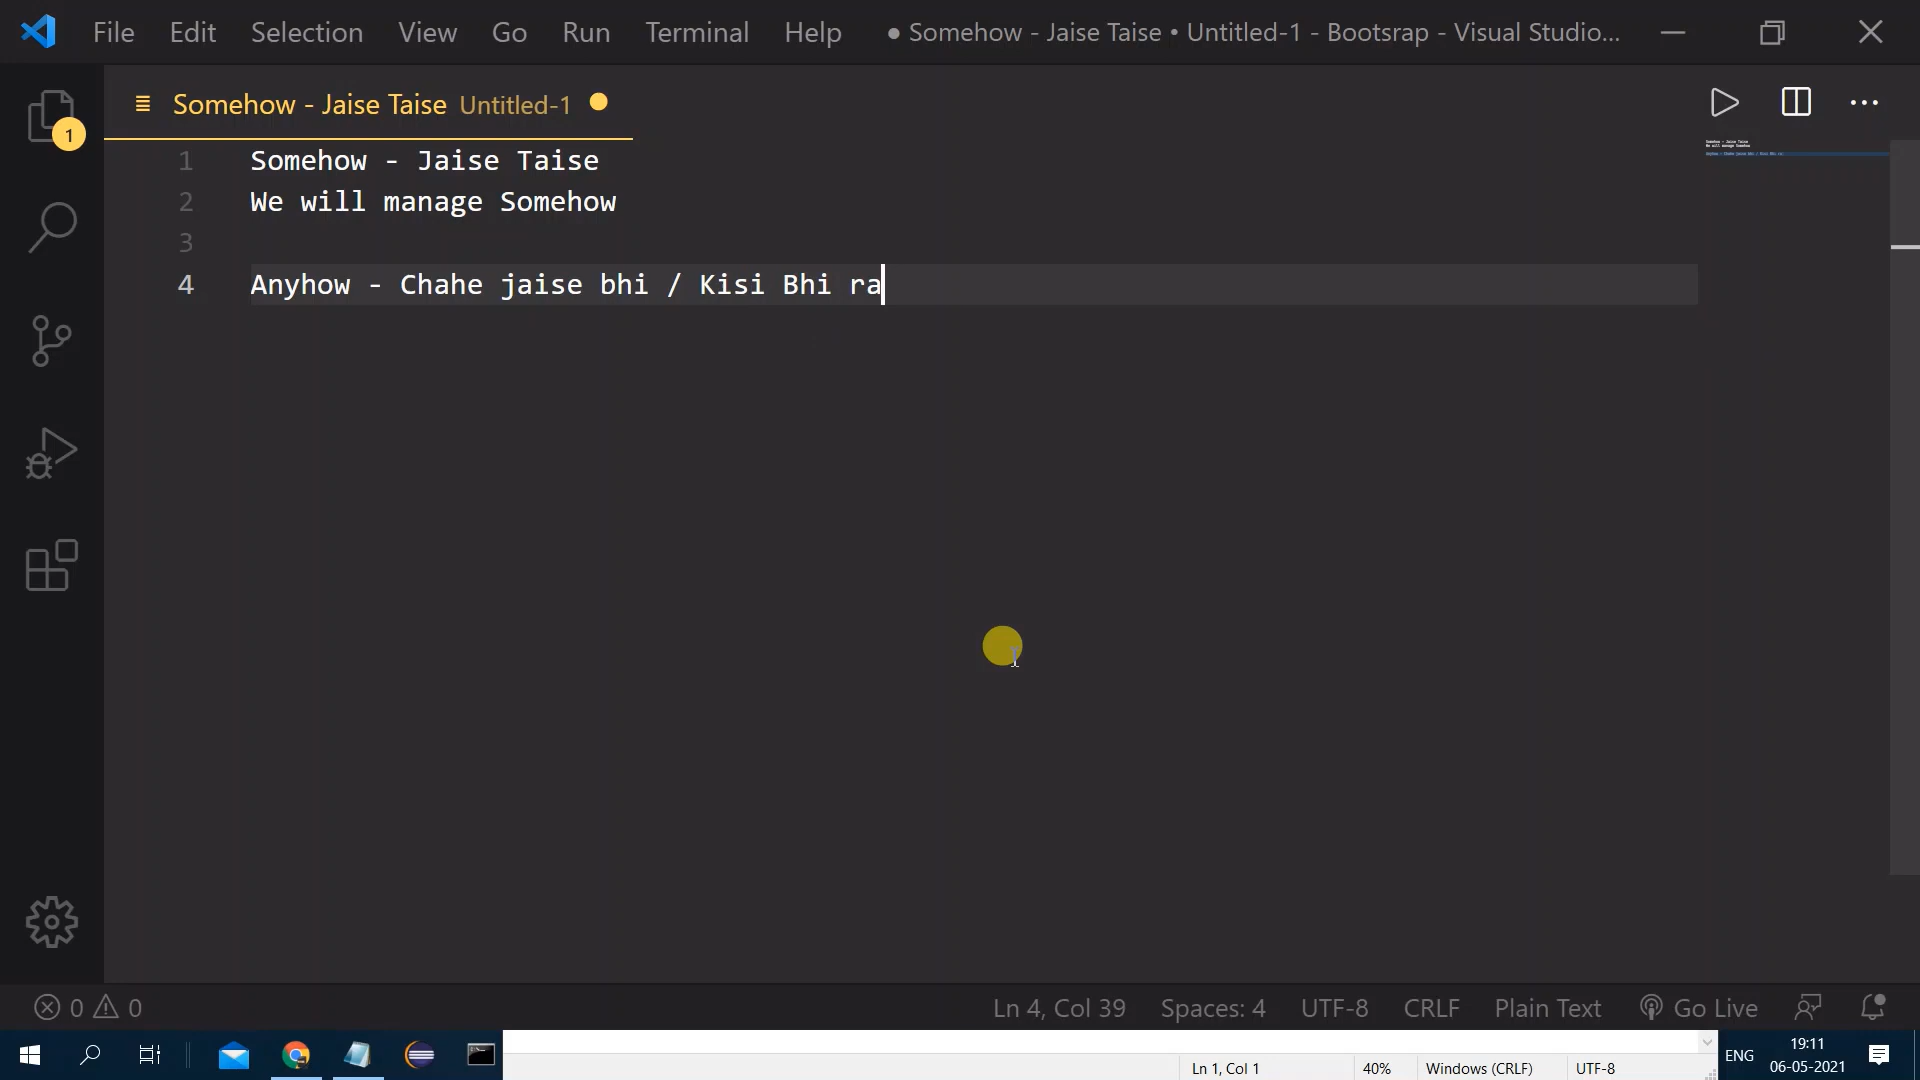 File Edit Selection View Go Run Terminal Help ● Somehow - Jaise Taise • Untitled-1 - Bootsrap - Visual Studio...
Somehow - Jaise Taise Untitled-1
1
1 Somehow - Jaise Taise
2 We will manage Somehow
3
4 Anyhow - Chahe jaise bhi / Kisi Bhi ra
0 0 Ln 4, Col 39 Spaces: 4 UTF-8 CRLF Plain Text Go Live
Ln 1, Col 1 40% Windows (CRLF) UTF-8
ENG 19:11
06-05-2021